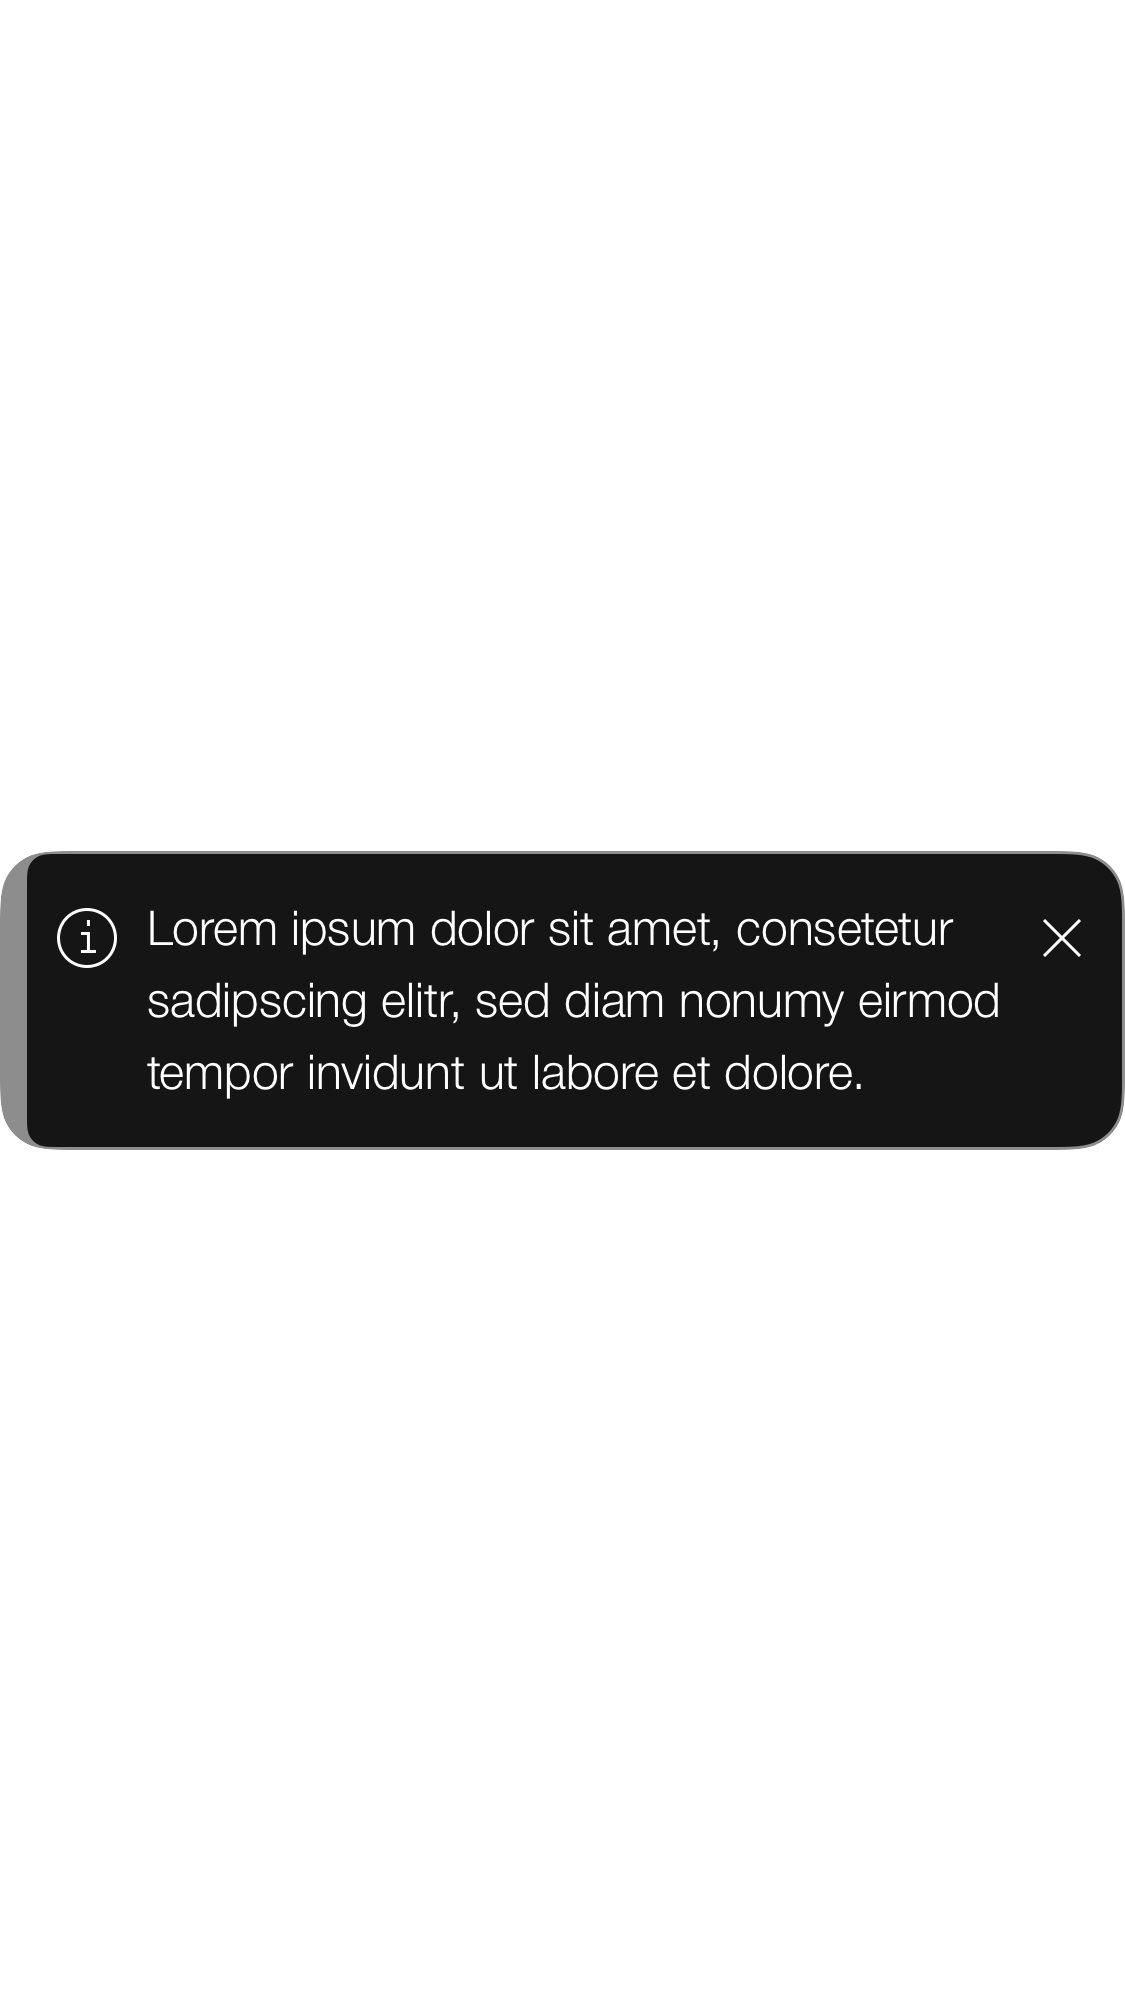 Lorem ipsum dolor sit amet, consetetur
sadipscing elitr, sed diam nonumy eirmod
tempor invidunt ut labore et dolore.